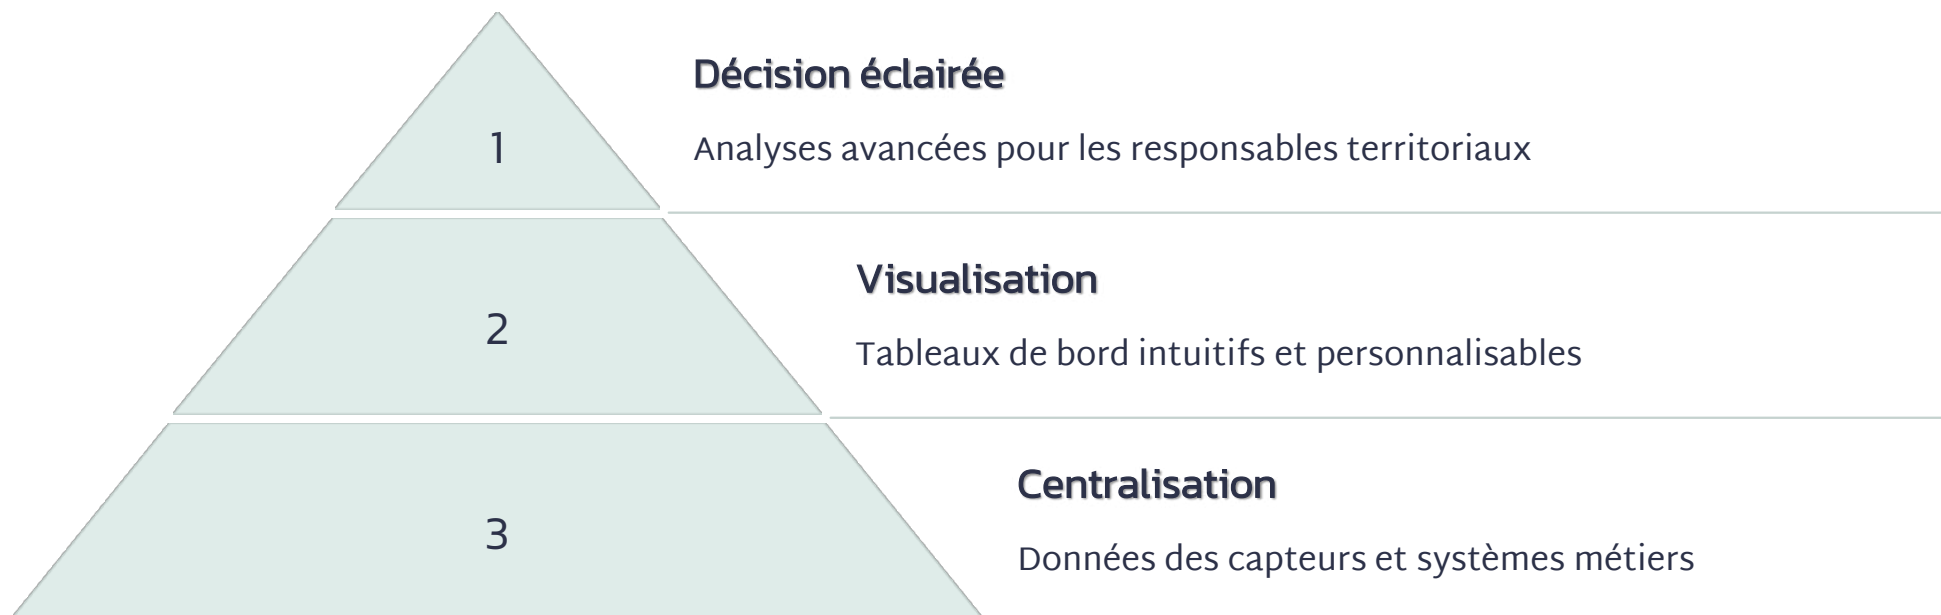 Décision éclairée
1
Analyses avancées pour les responsables territoriaux
Visualisation
2
Tableaux de bord intuitifs et personnalisables
Centralisation
3
Données des capteurs et systèmes métiers